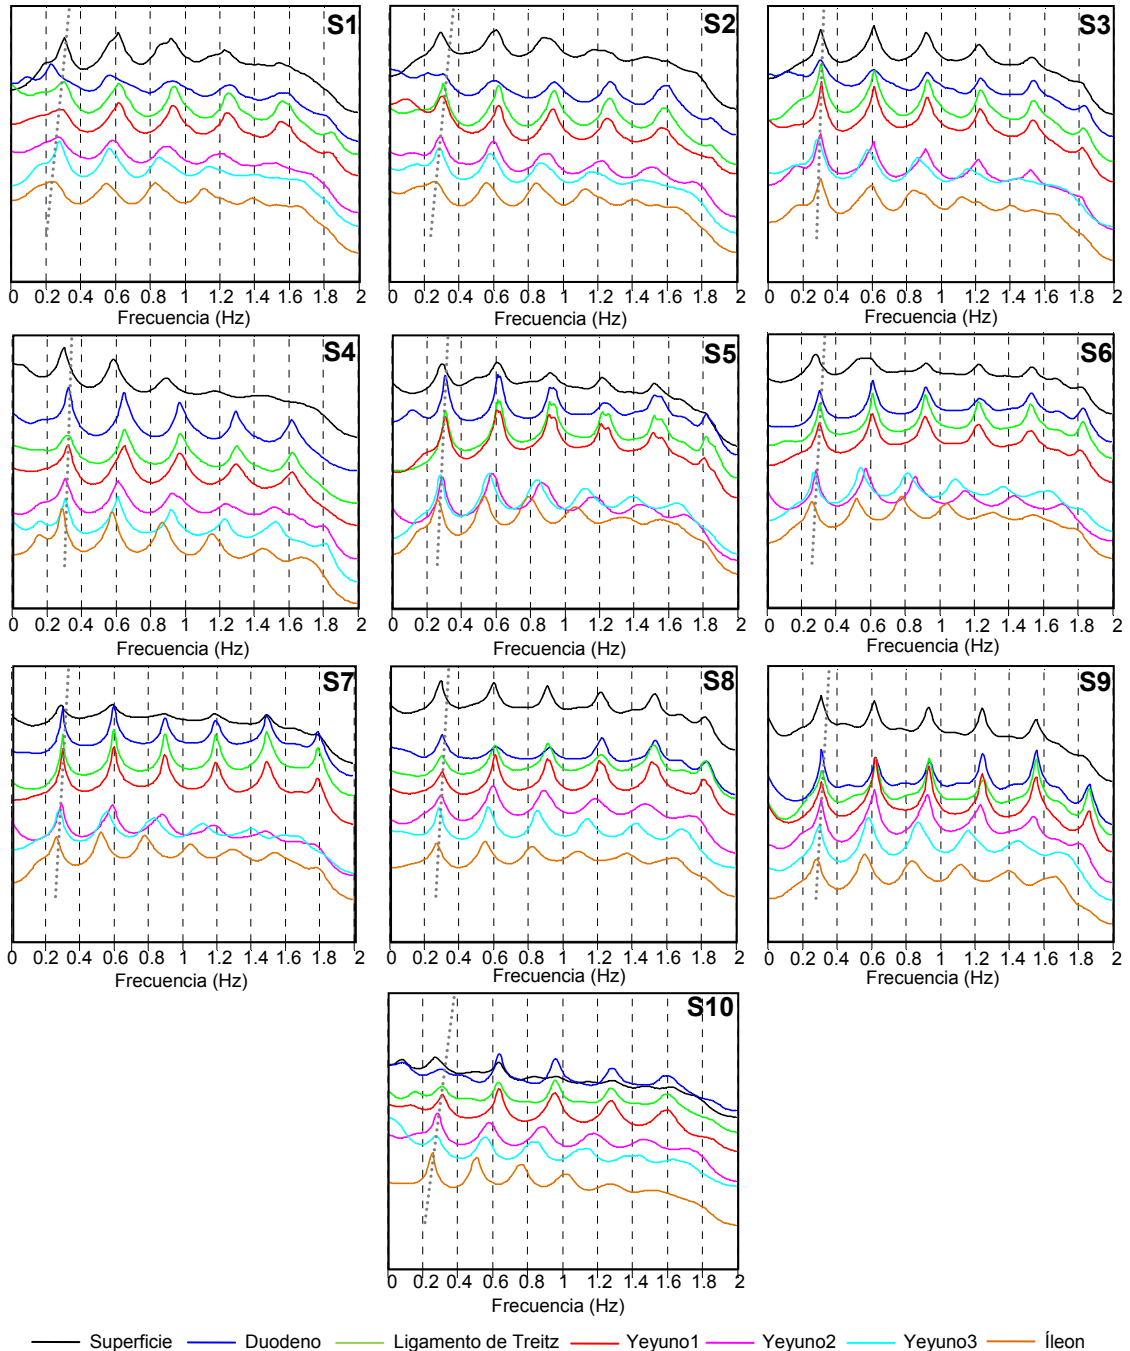 S1 S2 S3
0 0.2 0.4 0.6 0.8 1 1.2 1.4 1.6 1.8 2 0 0.2 0.4 0.6 0.8 1 1.2 1.4 1.6 1.8 2 0 0.2 0.4 0.6 0.8 1 1.2 1.4 1.6 1.8 2
Frecuencia (Hz) Frecuencia (Hz) Frecuencia (Hz)
S4 S5 S6
0 0.2 0.4 0.6 0.8 1 1.2 1.4 1.6 1.8 2 0 0.2 0.4 0.6 0.8 1 1.2 1.4 1.6 1.8 2 0 0.2 0.4 0.6 0.8 1 1.2 1.4 1.6 1.8 2
Frecuencia (Hz) Frecuencia (Hz) Frecuencia (Hz)
S7 S8 S9
0 0.2 0.4 0.6 0.8 1 1.2 1.4 1.6 1.8 2 0 0.2 0.4 0.6 0.8 1 1.2 1.4 1.6 1.8 2 0 0.2 0.4 0.6 0.8 1 1.2 1.4 1.6 1.8 2
Frecuencia (Hz) Frecuencia (Hz) Frecuencia (Hz)
S10
0 0.2 0.4 0.6 0.8 1 1.2 1.4 1.6 1.8 2
Frecuencia (Hz)
Superficie Duodeno Ligamento de Treitz Yeyuno1 Yeyuno2 Yeyuno3 Íleon